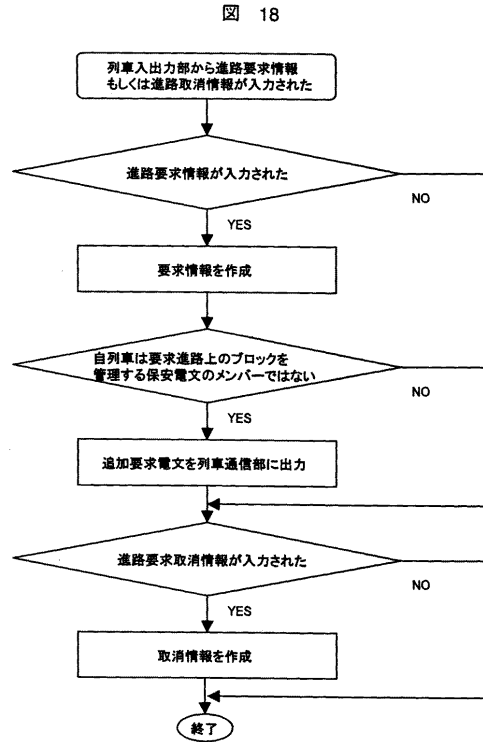 図 18
列車入出力部から進路要求情報
もしくは進路取消情報が入力された
進路要求情報が入力された
NO
YES
要求情報を作成
自列車は要求進路上のブロックを
管理する保安電文のメンバーではない
NO
YES
追加要求電文を列車通信部に出力
進路要求取消情報が入力された
NO
YES
取消情報を作成
終了